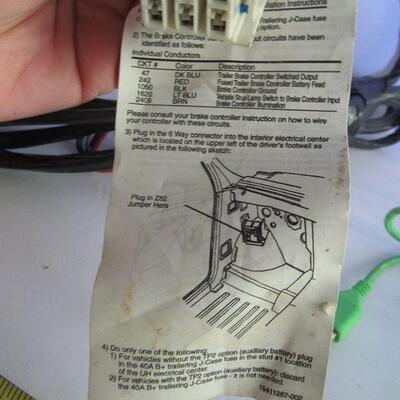 llation Instructions
trailering J-Case fuse
2) The Brake Controller out circuits have been
identified as follows:
Individual Conductors
CKT # Color Description
47 DK BLU Trailer Brake Controller Switched Output
242 RED Fused Trailer Brake Controller Battery Feed
1050 BLK Brake Controller Ground
1620 LT BLU Vehicle Stop/Lamp Switch to Brake Controller Input
2409 BRN Brake Controller Illumination
Please consult your brake controller instruction on how to wire
your controller with these circuits.
3) Plug in the 6 Way connector into the interior electrical center
which is located on the upper left of the driver's footwell as
pictured in the following sketch:
Plug in Z82
Jumper Here
4) Do only one of the following:
1) For vehicles without the TP2 option (auxiliary battery) plug
in the 40A B+ trailering J-Case fuse in the stud #1 location
of the UH electrical center.
2) For vehicles with the TP2 option (auxiliary battery): discard
the 40A B+ trailering J-Case fuse - it is not needed.
15411287-002